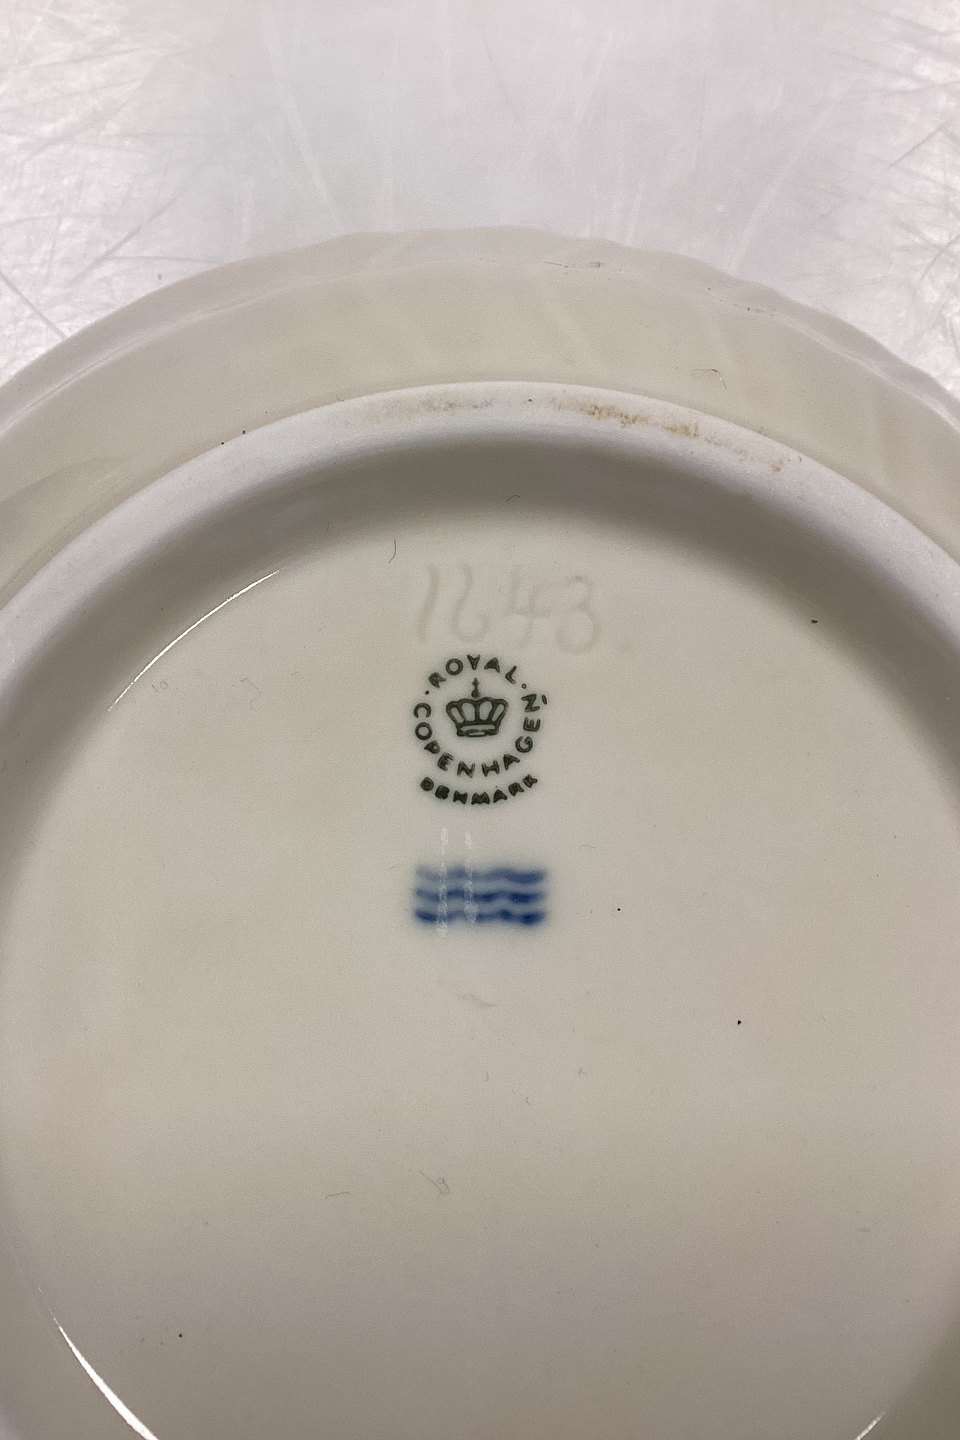 1643.
ROYAL
COPENHAGEN
DENMARK